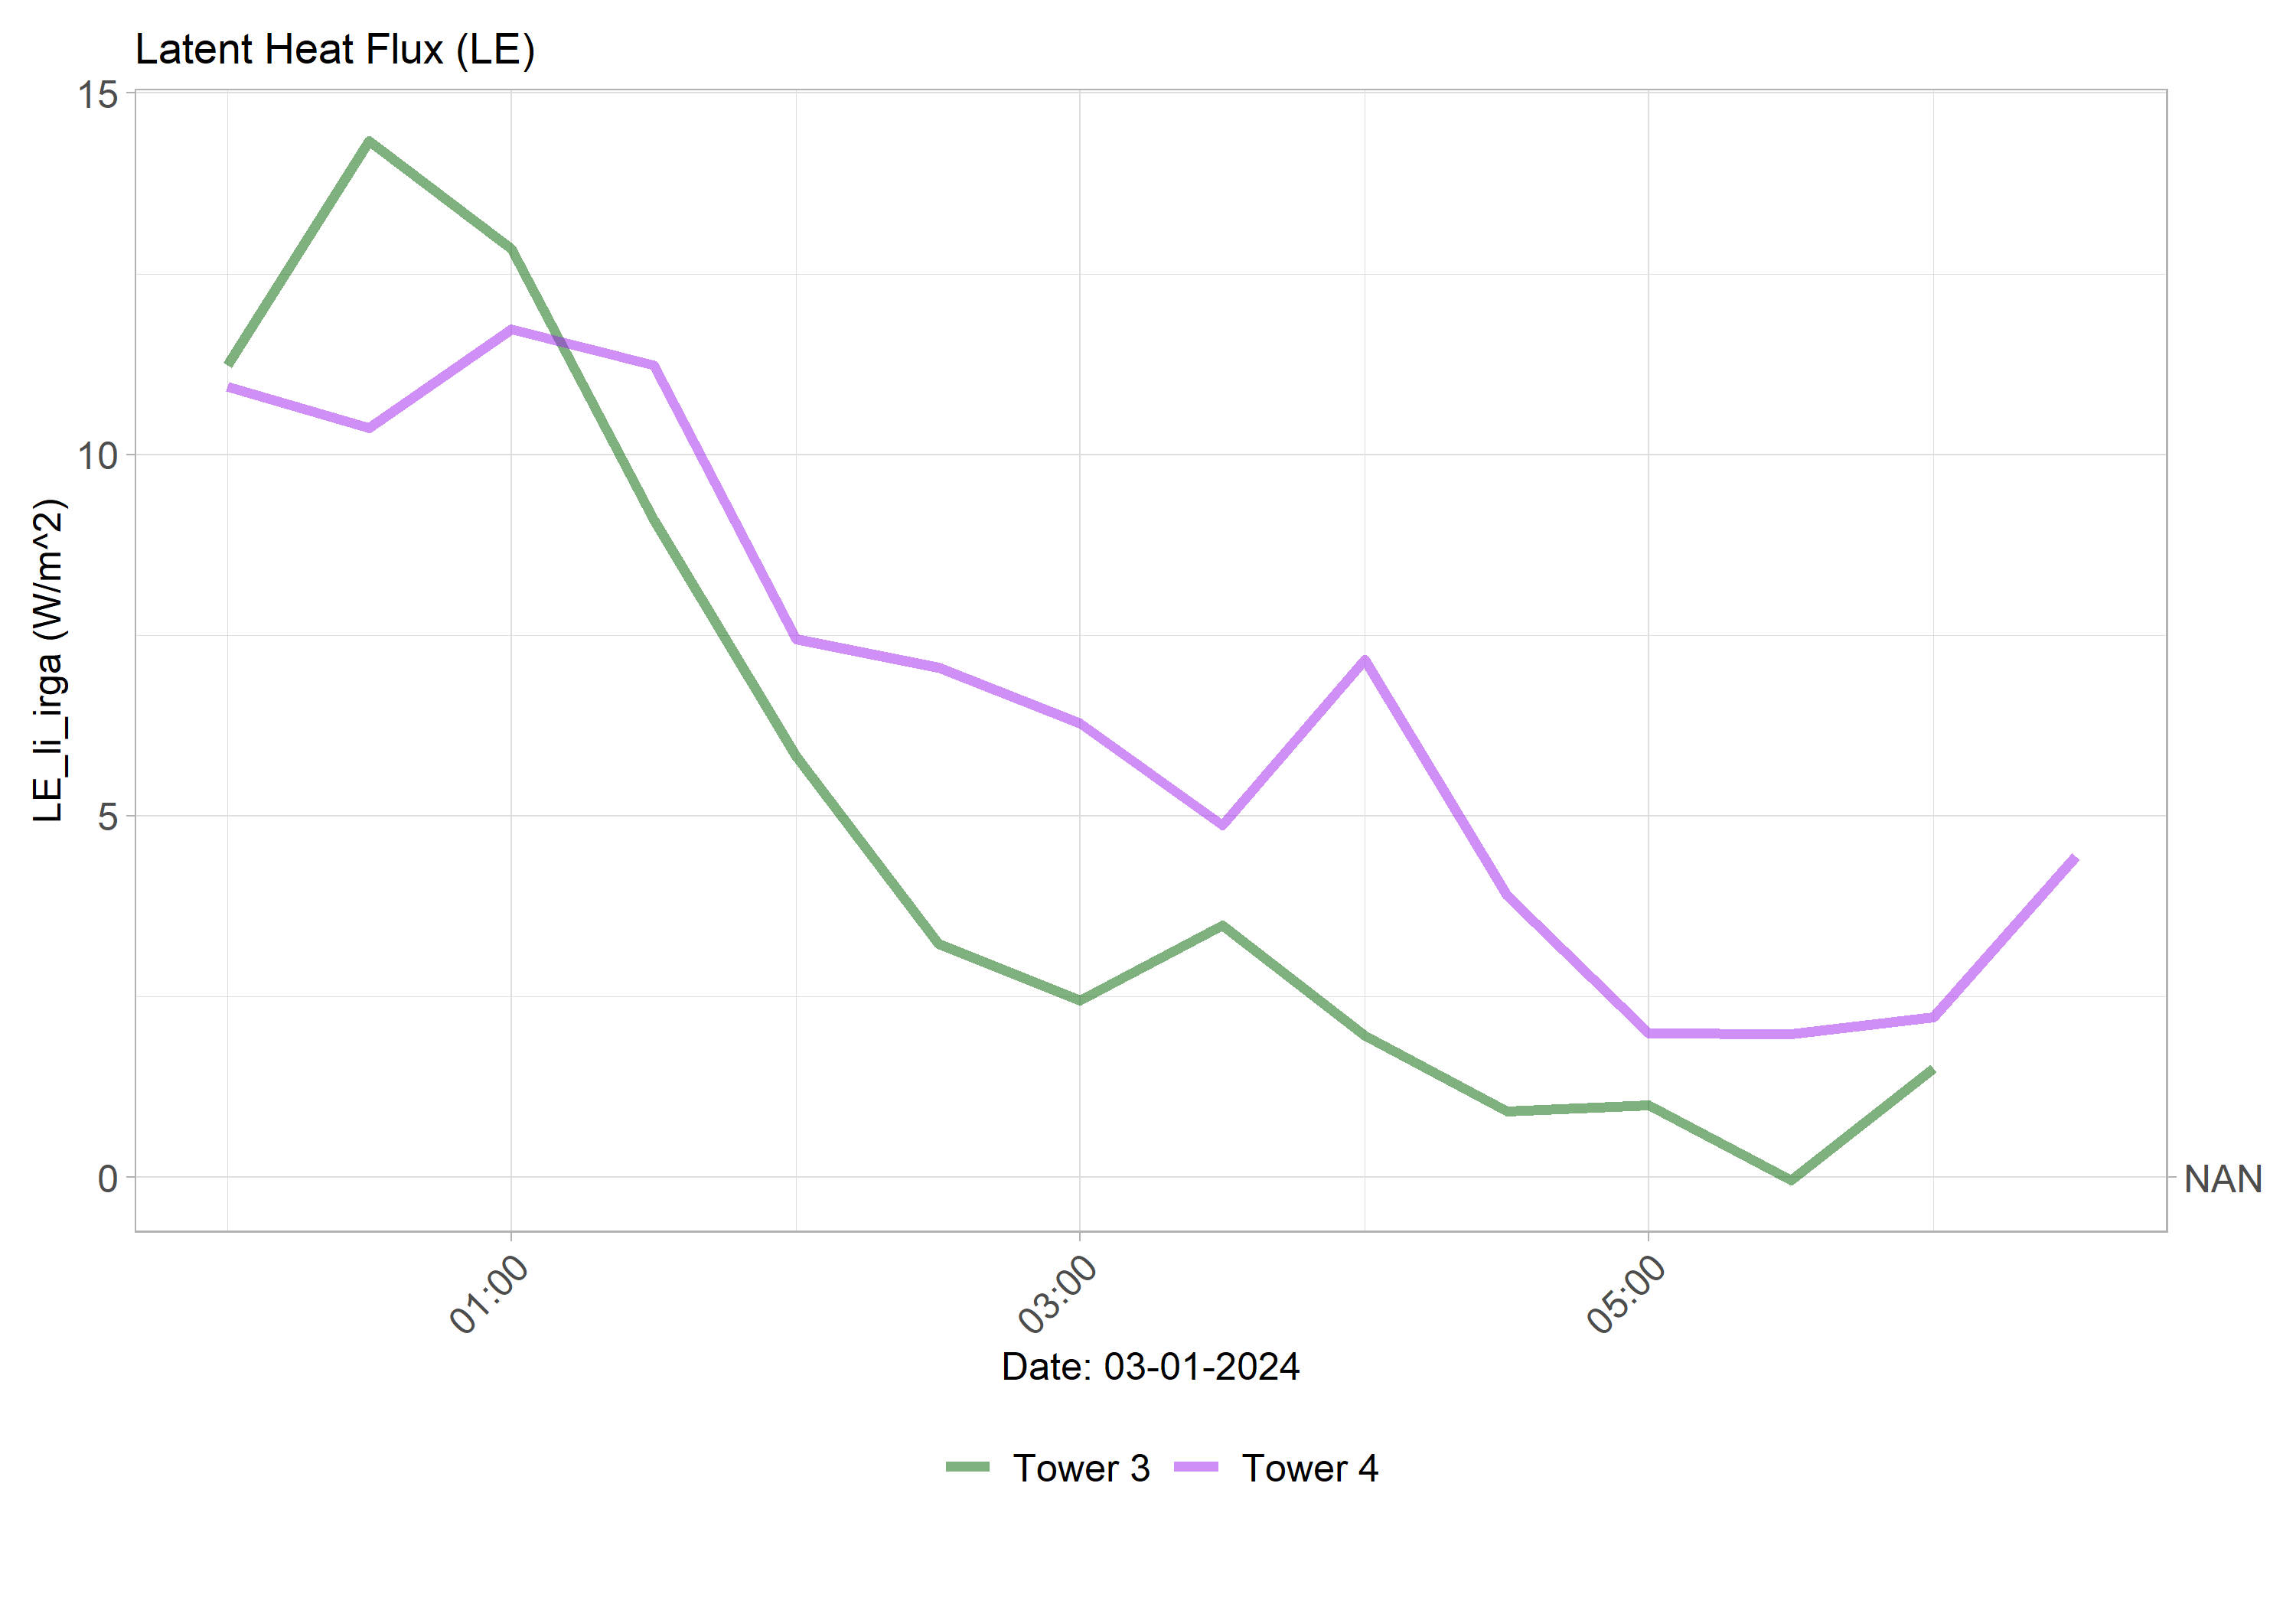 Latent Heat Flux (LE)
15
10
5
0
LE_li_irga (W/m^2)
NAN
01:00
03:00
05:00
Date: 03-01-2024
Tower 3
Tower 4